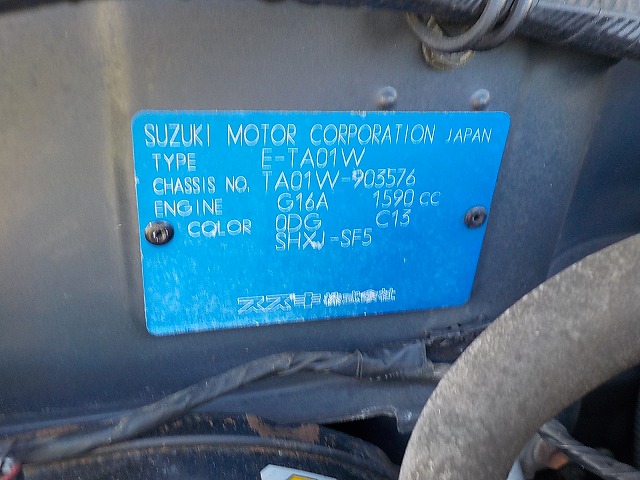 SUZUKI MOTOR CORPORATION JAPAN
TYPE E-TA01W
CHASSIS NO. TA01W-903576
ENGINE G16A 1590 cc
COLOR 0DG C13
SHXJ-SF5
スズキ株式会社